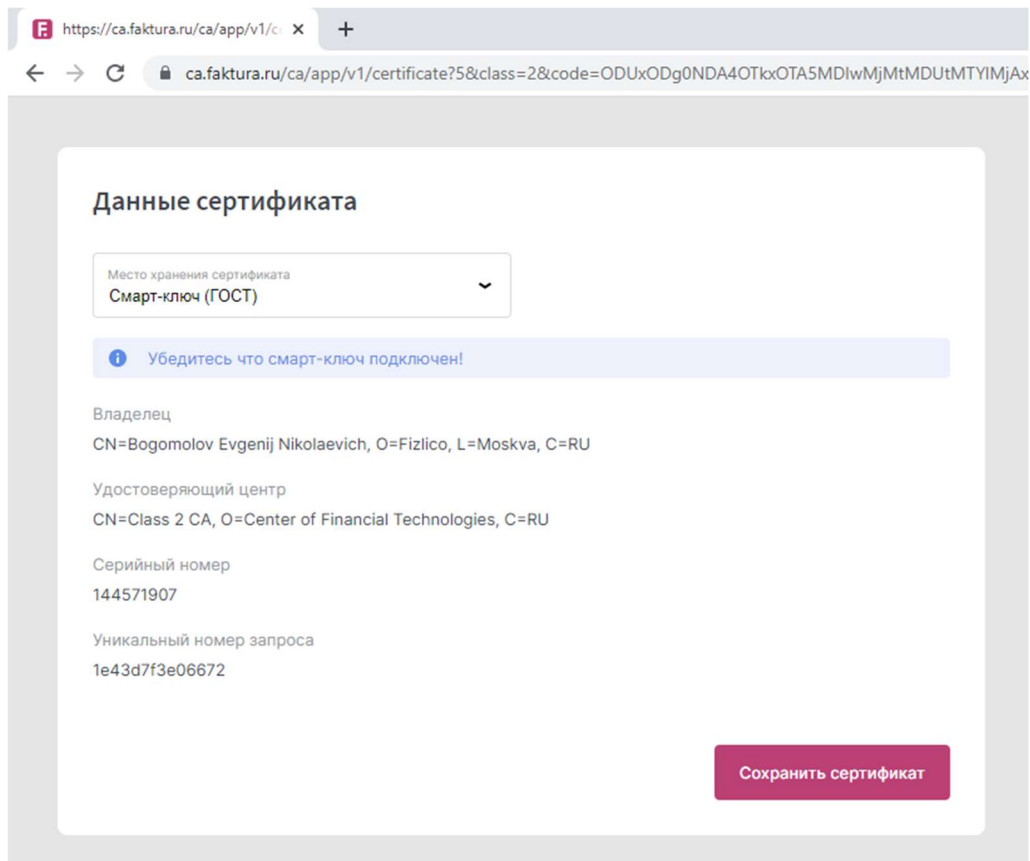 https://ca.faktura.ru/ca/app/v1/c
ca.faktura.ru/ca/app/v1/certificate?5&class=2&code=ODUxODg0NDA4OTkxOTA5MDIwMjMtMDUtMTYIMjAx
Данные сертификата
Место хранения сертификата
Смарт-ключ (ГОСТ)
Убедитесь что смарт-ключ подключен!
Владелец
CN=Bogomolov Evgenij Nikolaevich, O=Fizlico, L=Moskva, C=RU
Удостоверяющий центр
CN=Class 2 CA, O=Center of Financial Technologies, C=RU
Серийный номер
144571907
Уникальный номер запроса
1e43d7f3e06672
Сохранить сертификат